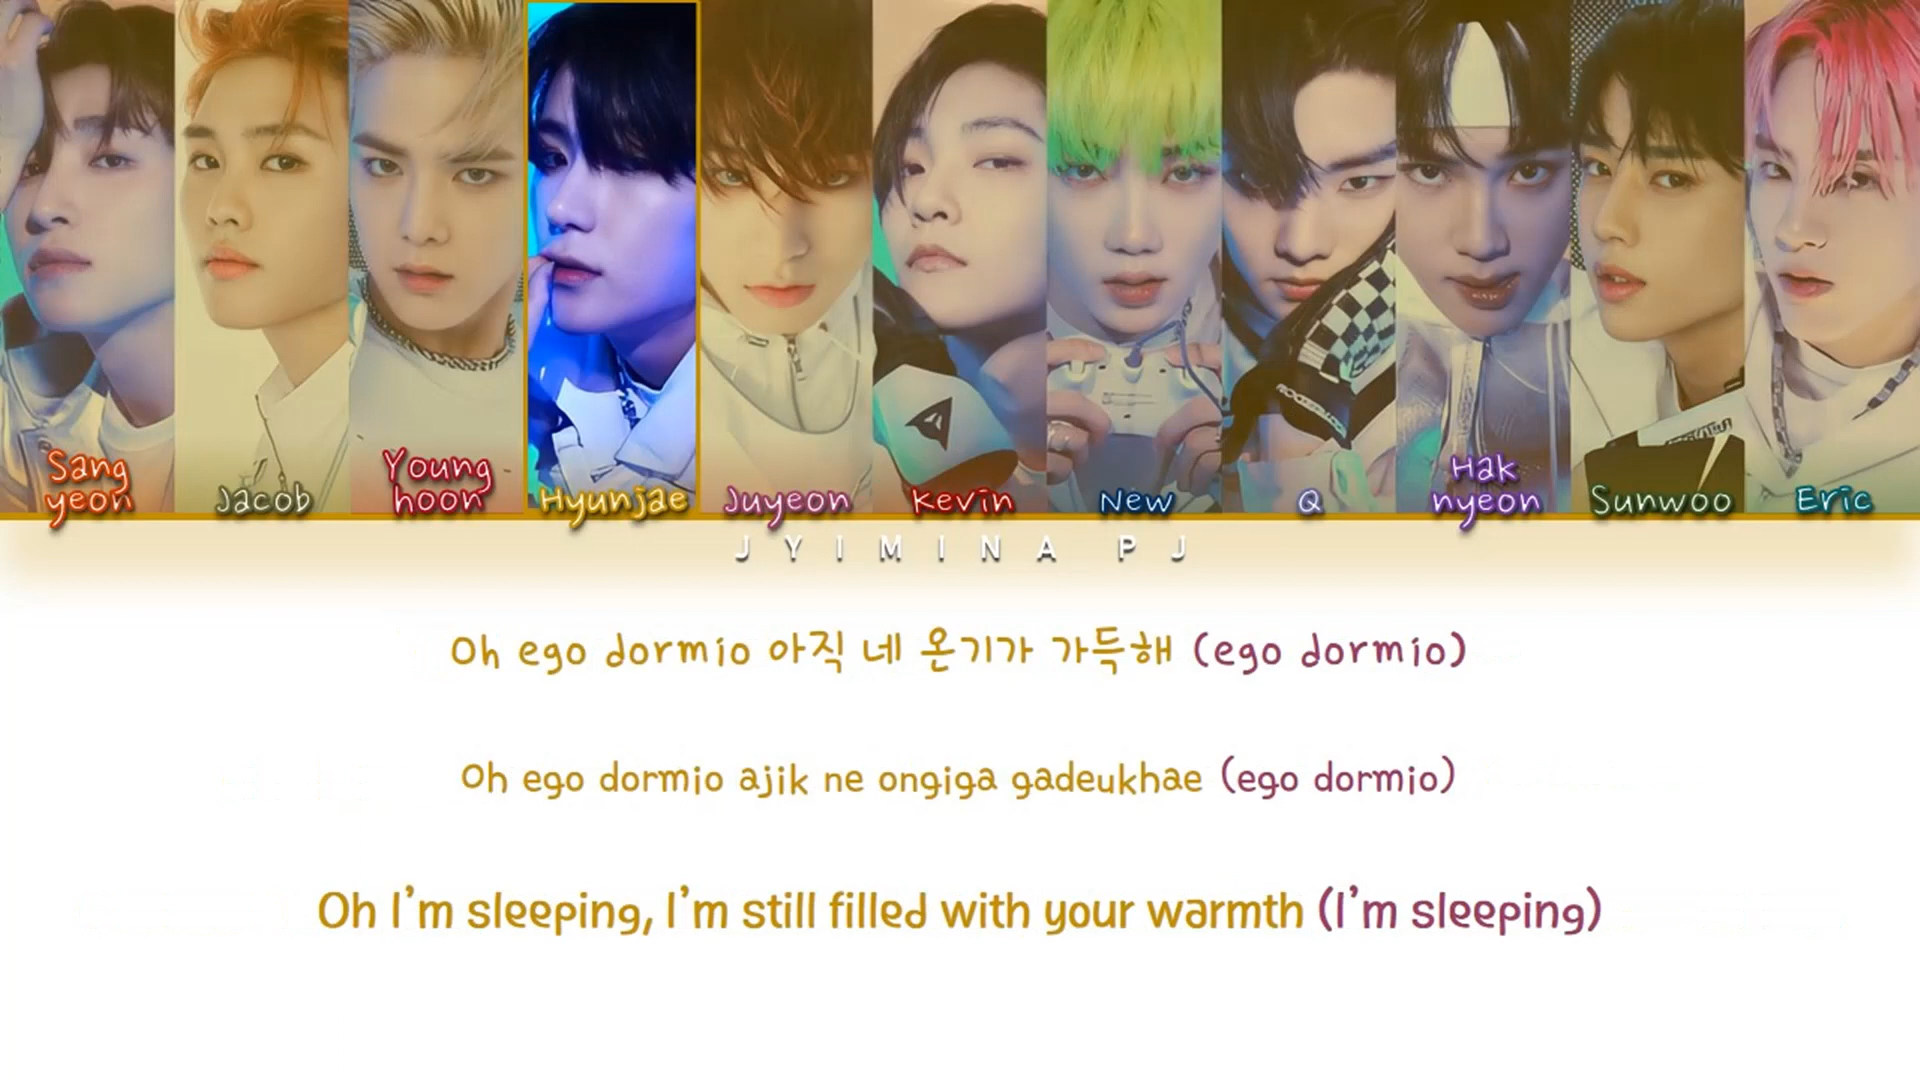 Sang
yeon
Jacob
Young
hoon
Hyunjae
Juyeon
Kevin
New
Q
Hak
nyeon
Sunwoo
Eric
JYIMINA PJ
Oh ego dormio 아직 네 온기가 가득해 (ego dormio)
Oh ego dormio ajik ne ongiga gadeukhae (ego dormio)
Oh I'm sleeping, I'm still filled with your warmth (I'm sleeping)